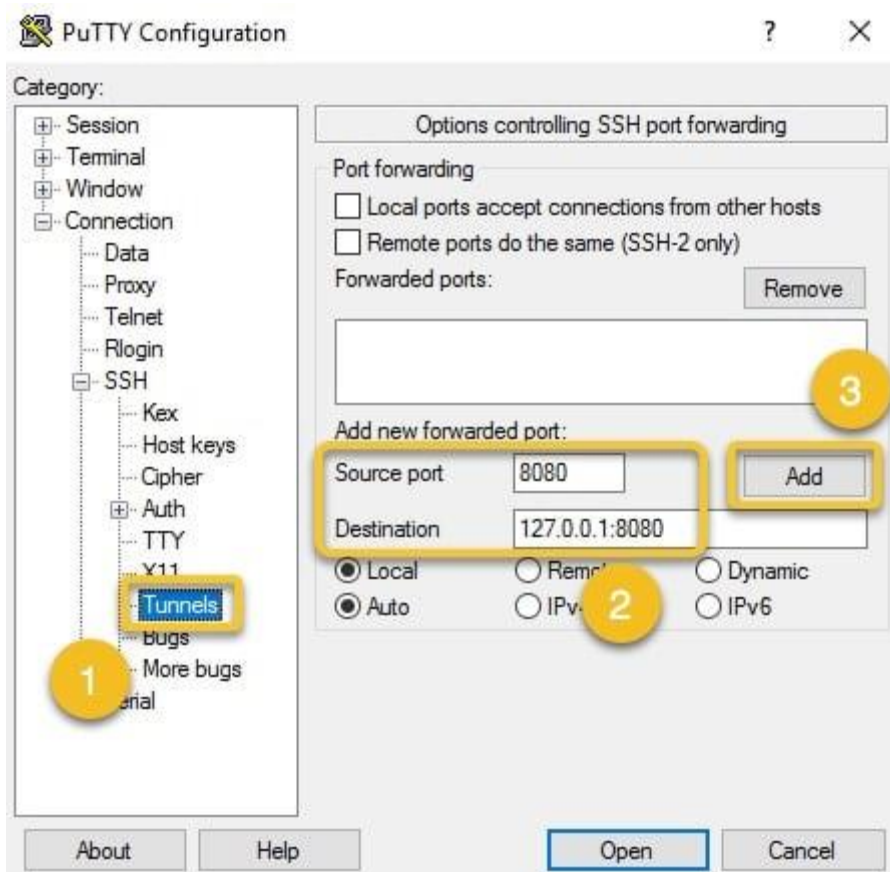 PuTTY Configuration
?
Category:
Session
Terminal
Window
Connection
Data
Proxy
Telnet
Rlogin
SSH
Kex
Host keys
Cipher
Auth
TTY
X11
Tunnels
Bugs
More bugs
1
Options controlling SSH port forwarding
Port forwarding
Local ports accept connections from other hosts
Remote ports do the same (SSH-2 only)
Forwarded ports:
Remove
3
Add new forwarded port:
Source port 8080 Add
Destination 127.0.0.1:8080
Local Dynamic
Auto IPv6
2
About Help Open Cancel